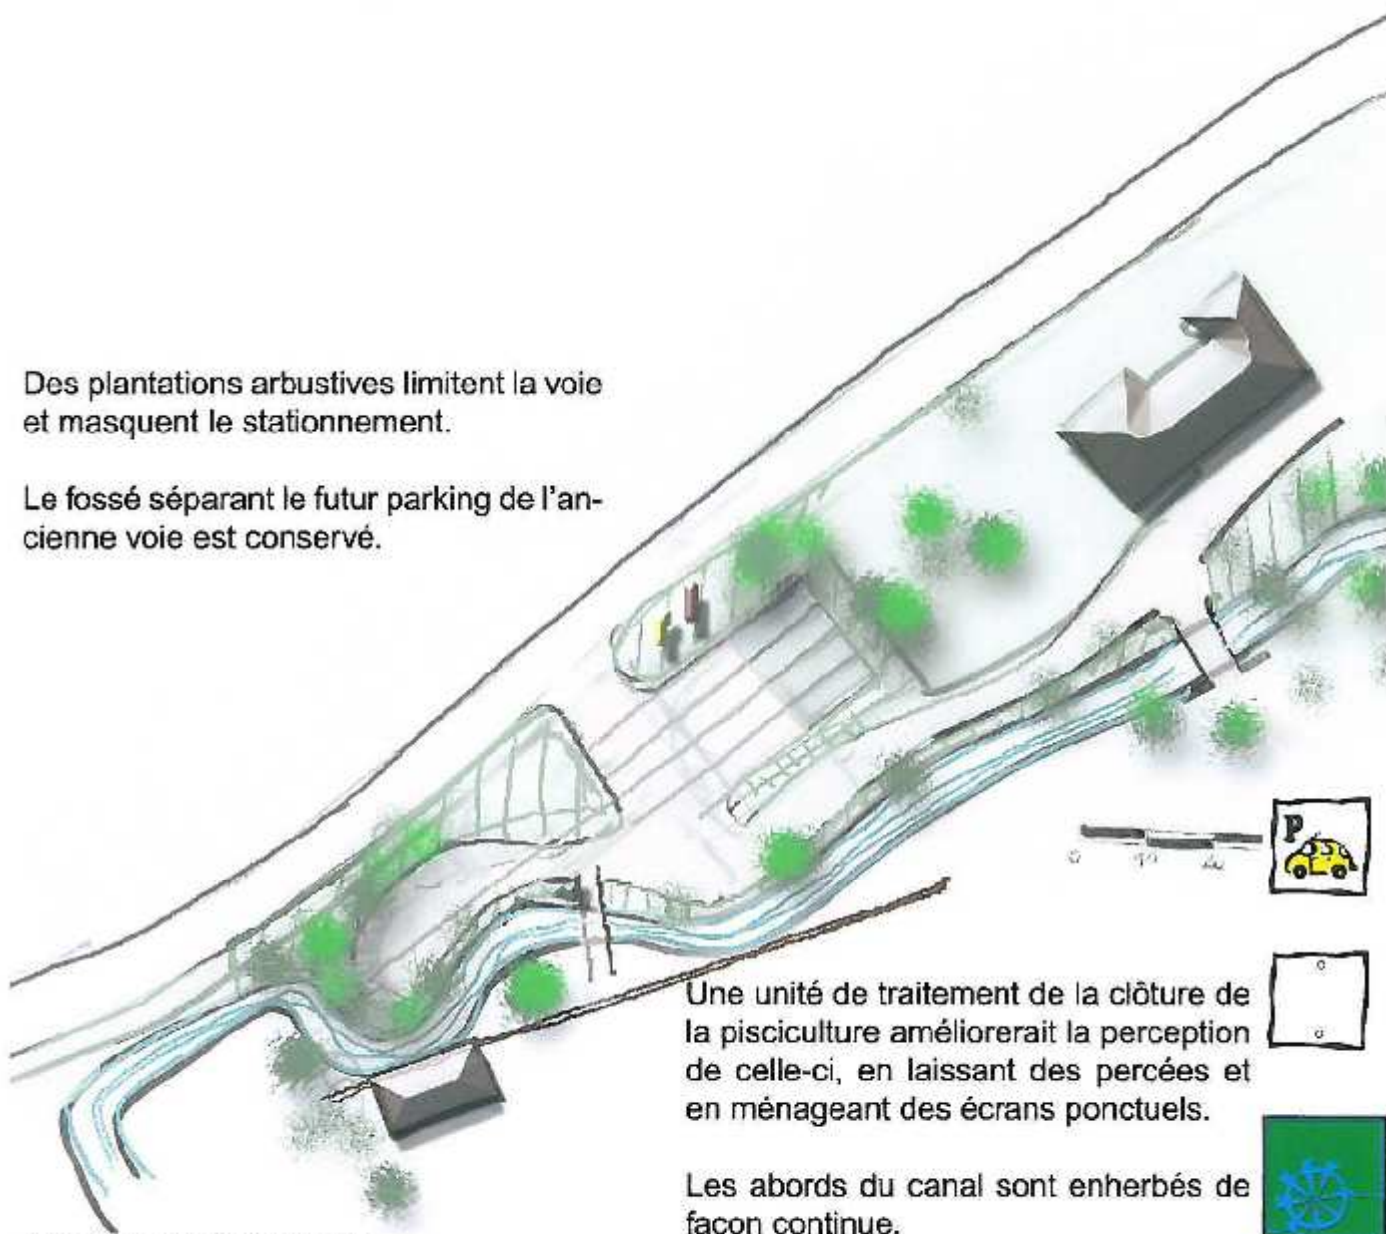 Des plantations arbustives limitent la voie
et masquent le stationnement.
Le fossé séparant le futur parking de l'an-
cienne voie est conservé.
P
0
Une unité de traitement de la clôture de
la pisciculture améliorerait la perception
de celle-ci, en laissant des percées et
en ménageant des écrans ponctuels.
Les abords du canal sont enherbés de
façon continue.